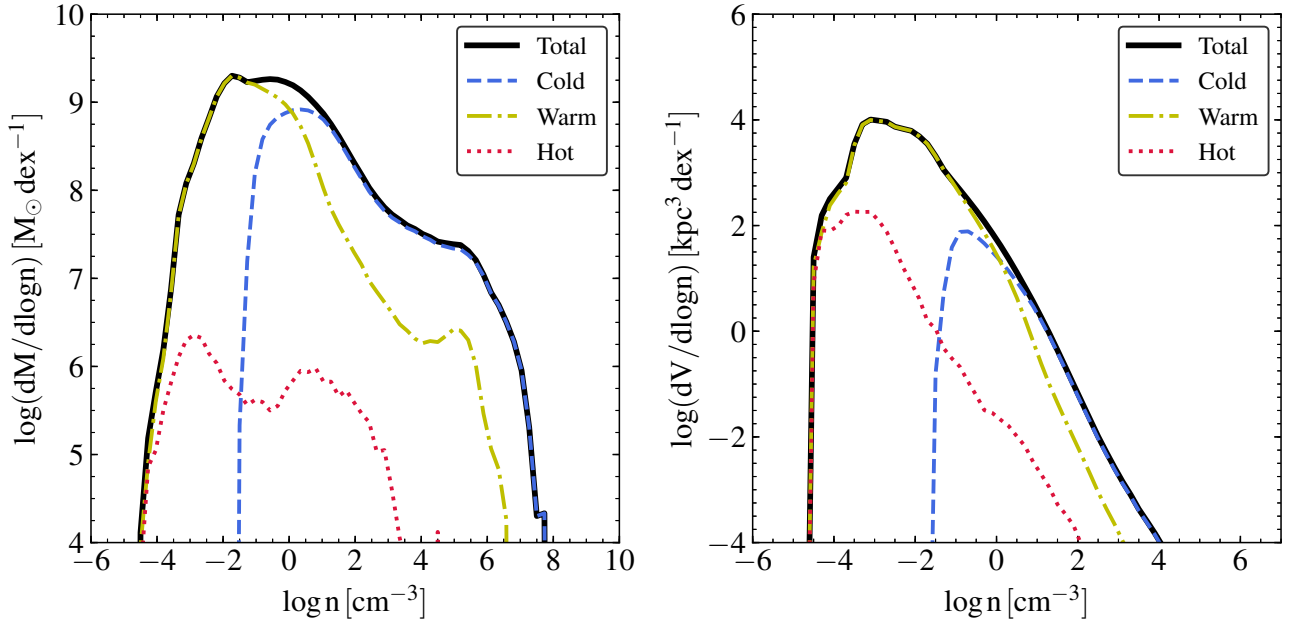 log(dM/dlogn) [M⊙ dex⁻¹]
10
9
8
7
6
5
4
Total
Cold
Warm
Hot
−6 −4 −2 0 2 4 6 8 10
log n [cm⁻³]
log(dV/dlogn) [kpc³ dex⁻¹]
6
4
2
0
−2
−4
Total
Cold
Warm
Hot
−6 −4 −2 0 2 4 6
log n [cm⁻³]